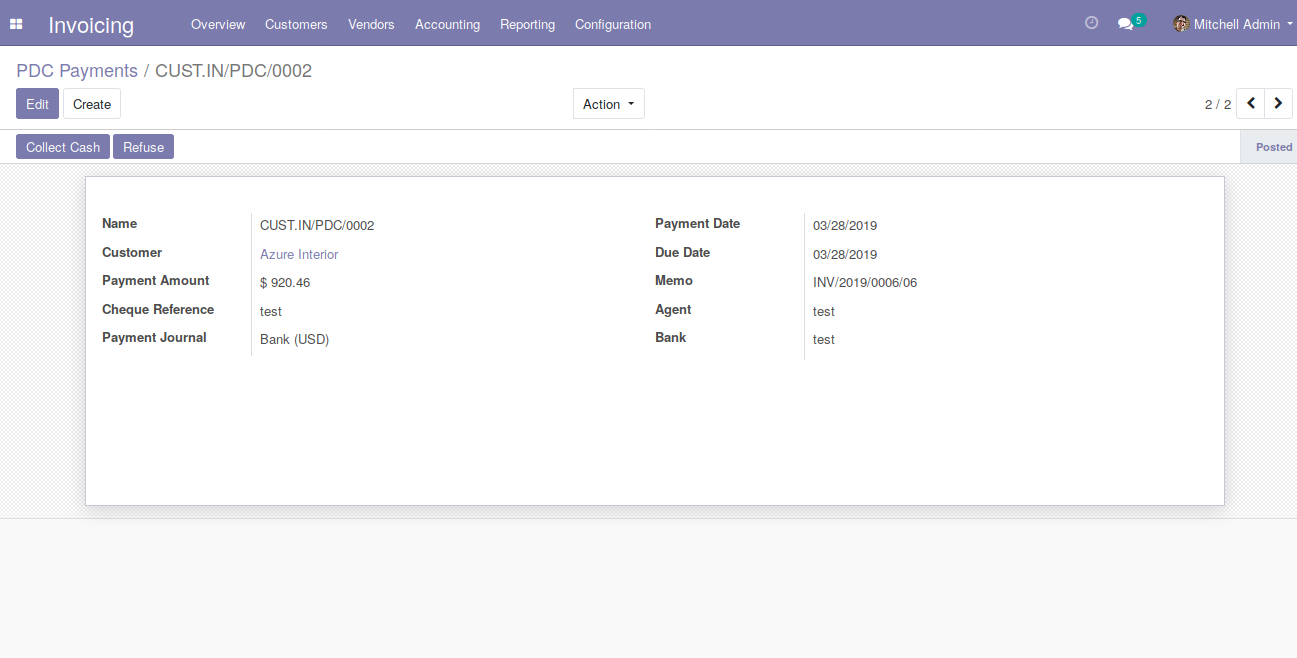 Invoicing Overview Customers Vendors Accounting Reporting Configuration 5 Mitchell Admin
PDC Payments / CUST.IN/PDC/0002
Edit Create Action 2 / 2
Collect Cash Refuse Posted
Name CUST.IN/PDC/0002 Payment Date 03/28/2019
Customer Azure Interior Due Date 03/28/2019
Payment Amount $ 920.46 Memo INV/2019/0006/06
Cheque Reference test Agent test
Payment Journal Bank (USD) Bank test